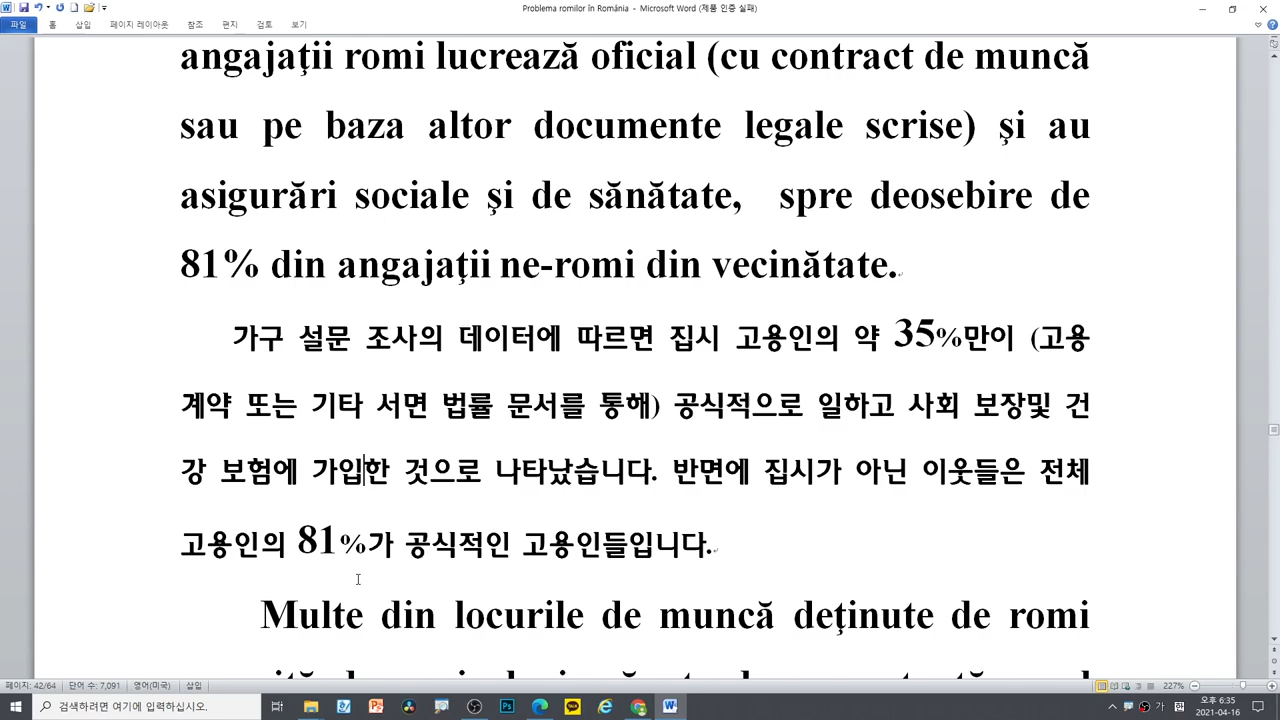 Problema romilor în România - Microsoft Word (제품 인증 실패)
파일 홈 삽입 페이지 레이아웃 참조 편지 검토 보기
angajaţii romi lucrează oficial (cu contract de muncă
sau pe baza altor documente legale scrise) şi au
asigurări sociale şi de sănătate, spre deosebire de
81% din angajaţii ne-romi din vecinătate.
가구 설문 조사의 데이터에 따르면 집시 고용인의 약 35%만이 (고용
계약 또는 기타 서면 법률 문서를 통해) 공식적으로 일하고 사회 보장및 건
강 보험에 가입한 것으로 나타났습니다. 반면에 집시가 아닌 이웃들은 전체
고용인의 81%가 공식적인 고용인들입니다.
Multe din locurile de muncă deţinute de romi
페이지: 42/64 단어 수: 7,091 영어(미국) 삽입 227%
검색하려면 여기에 입력하십시오.
오후 6:35
2021-04-16